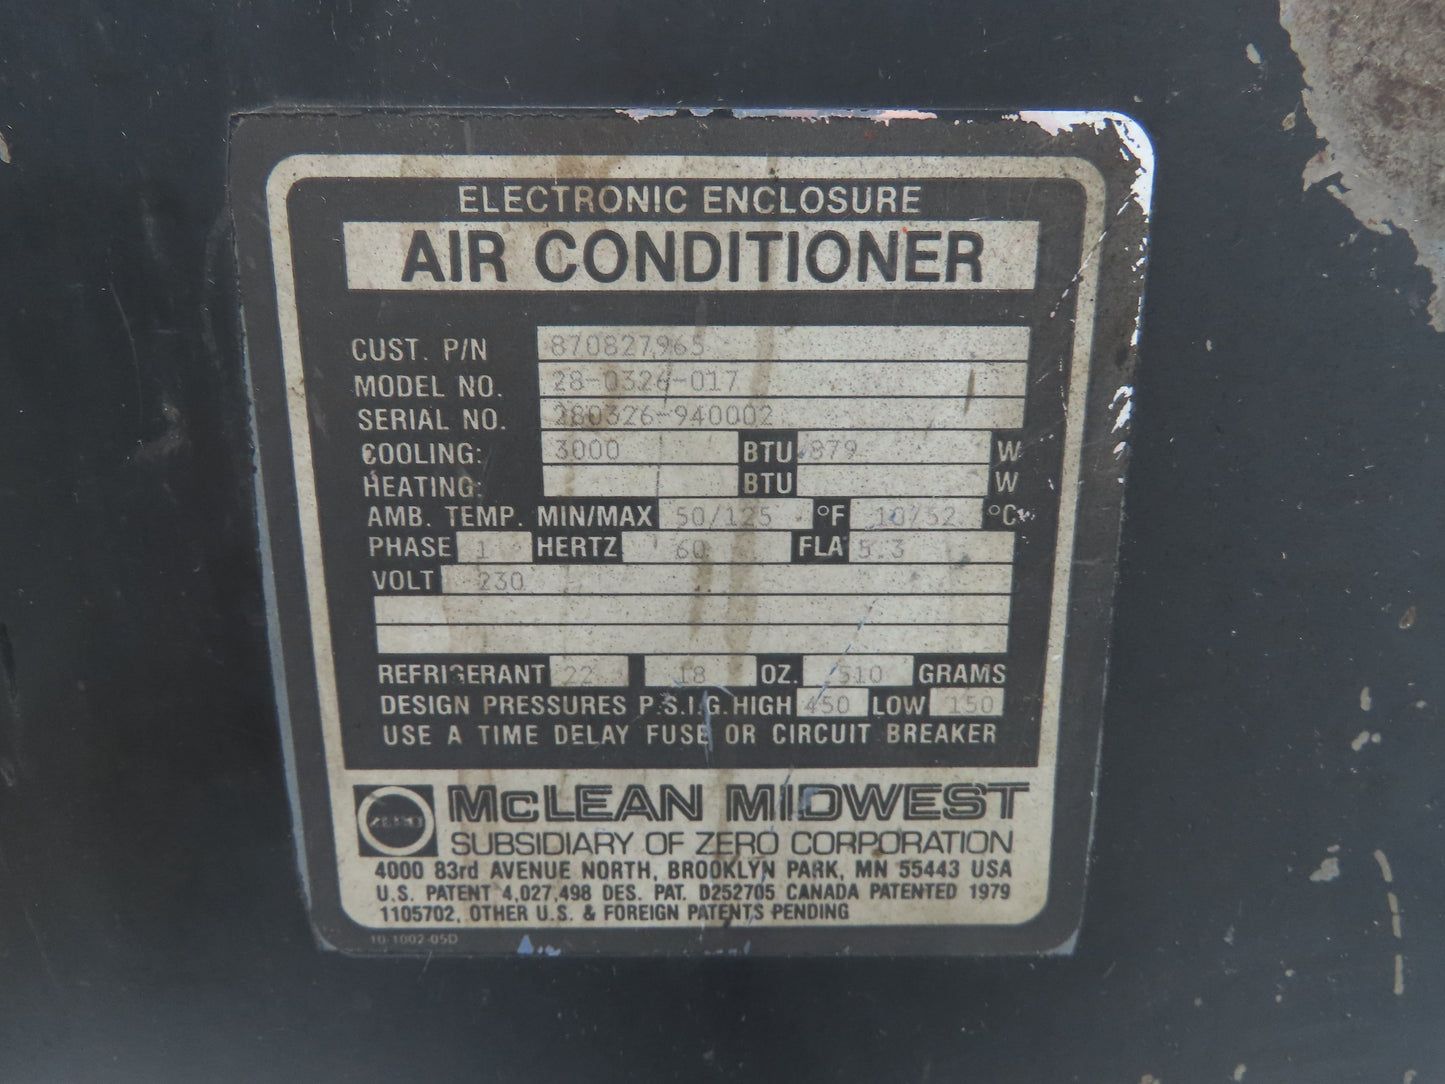 ELECTRONIC ENCLOSURE
AIR CONDITIONER
CUST. P/N 870827965
MODEL NO. 28-0326-017
SERIAL NO. 280326-940002
COOLING: 3000 BTU 879 W
HEATING: BTU W
AMB. TEMP. MIN/MAX 50/125 °F 10/52 °C
PHASE 1 HERTZ 60 FLA 5.3
VOLT 230
REFRIGERANT 22 18 OZ. 510 GRAMS
DESIGN PRESSURES P.S.I.G. HIGH 450 LOW 150
USE A TIME DELAY FUSE OR CIRCUIT BREAKER
ZERO McLEAN MIDWEST
SUBSIDIARY OF ZERO CORPORATION
4000 83rd AVENUE NORTH, BROOKLYN PARK, MN 55443 USA
U.S. PATENT 4,027,498 DES. PAT. D252705 CANADA PATENTED 1979
1105702, OTHER U.S. & FOREIGN PATENTS PENDING
10-1002-05D